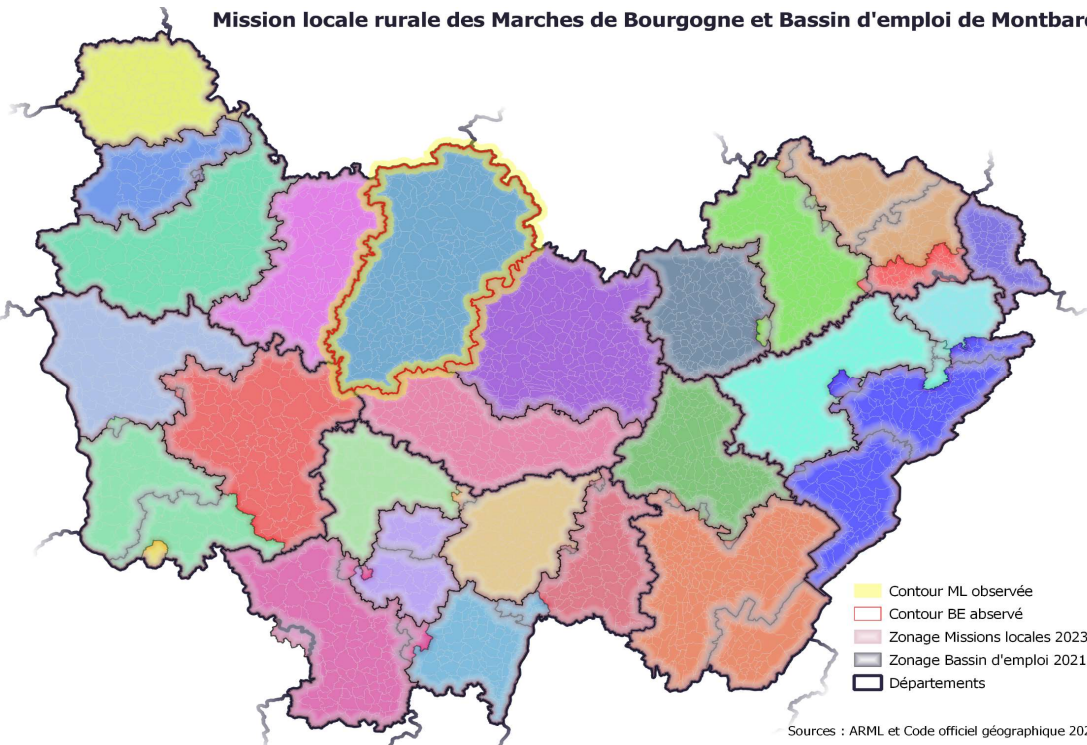 Mission locale rurale des Marches de Bourgogne et Bassin d'emploi de Montbard
Contour ML observée
Contour BE abservé
Zonage Missions locales 2023
Zonage Bassin d'emploi 2021
Départements
Sources : ARML et Code officiel géographique 202